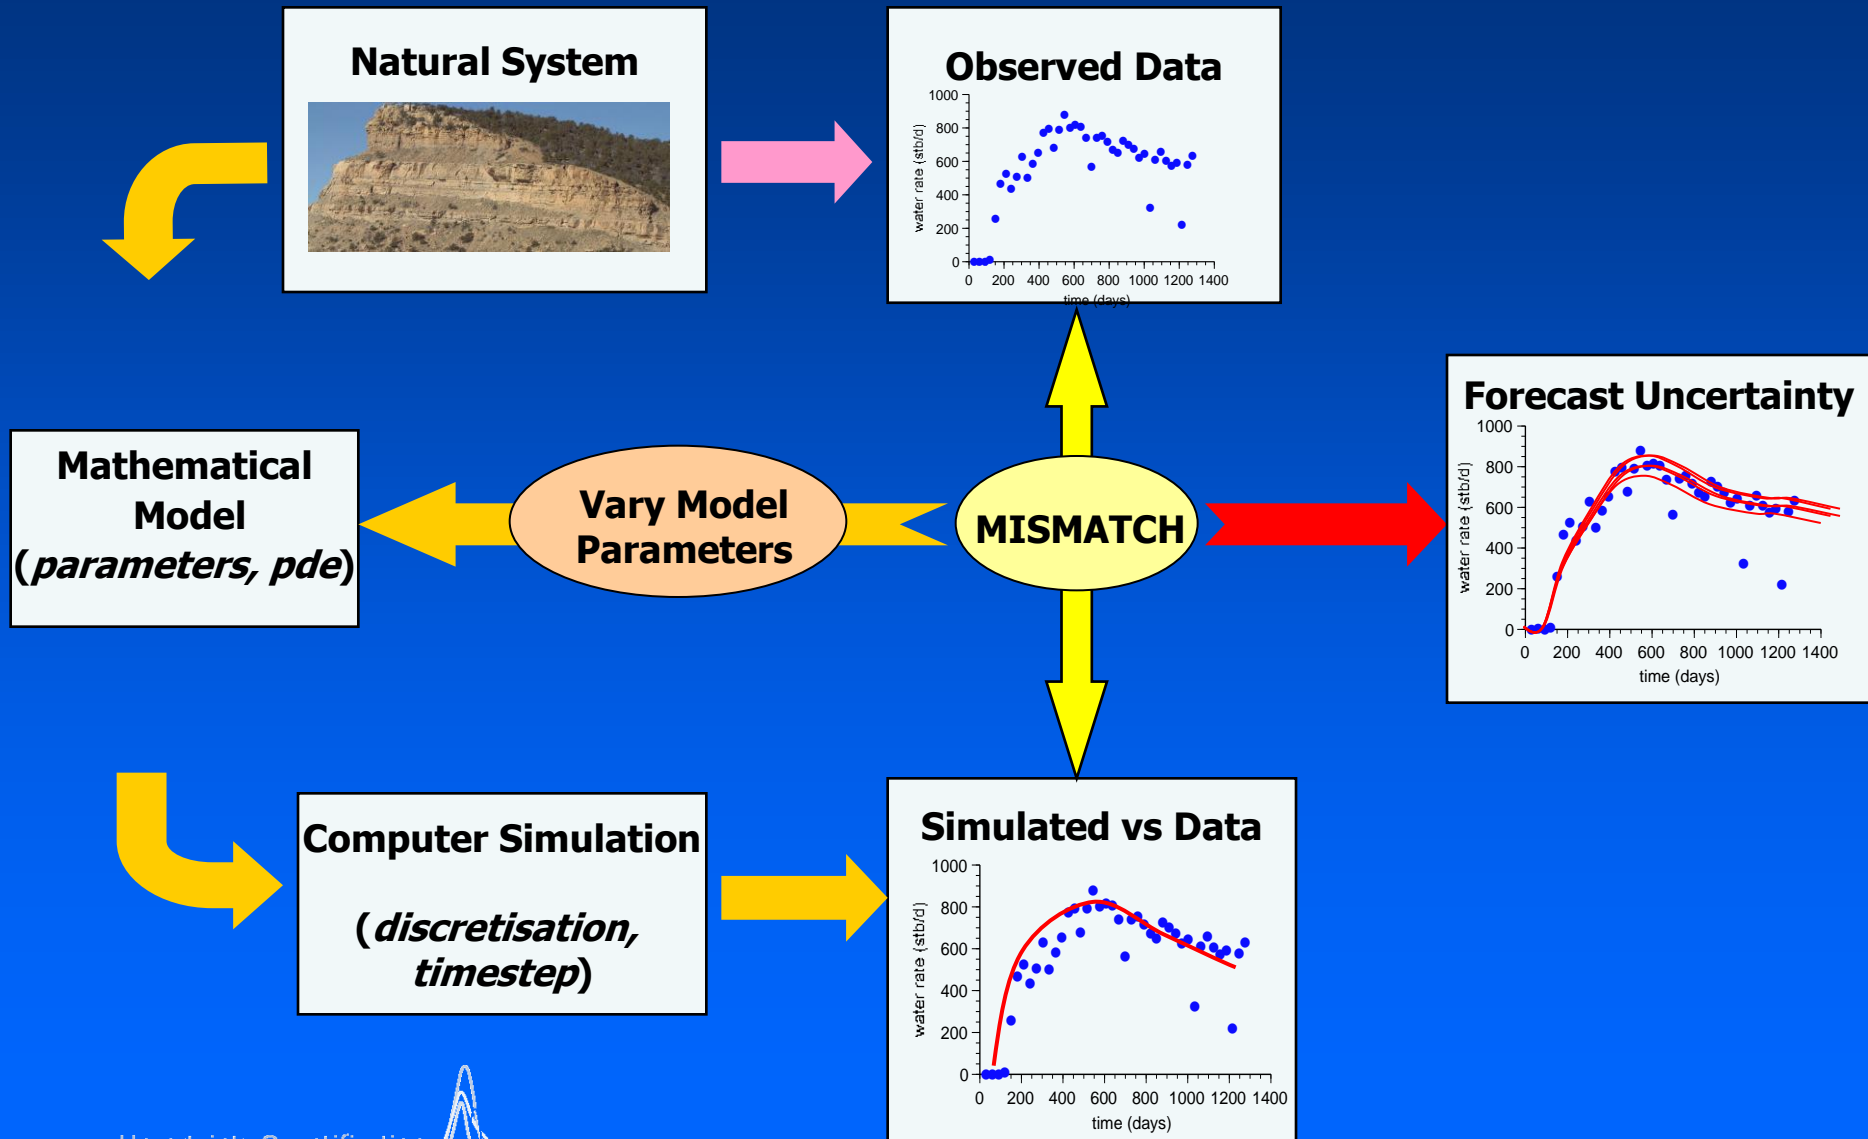 Natural System
Observed Data
1000
800
600
400
200
0
water rate (stb/d)
0 200 400 600 800 1000 1200 1400
time (days)
Forecast Uncertainty
1000
800
600
400
200
0
water rate (stb/d)
0 200 400 600 800 1000 1200 1400
time (days)
Mathematical
Model
(parameters, pde)
Vary Model
Parameters
MISMATCH
Computer Simulation
(discretisation,
timestep)
Simulated vs Data
1000
800
600
400
200
0
water rate (stb/d)
0 200 400 600 800 1000 1200 1400
time (days)